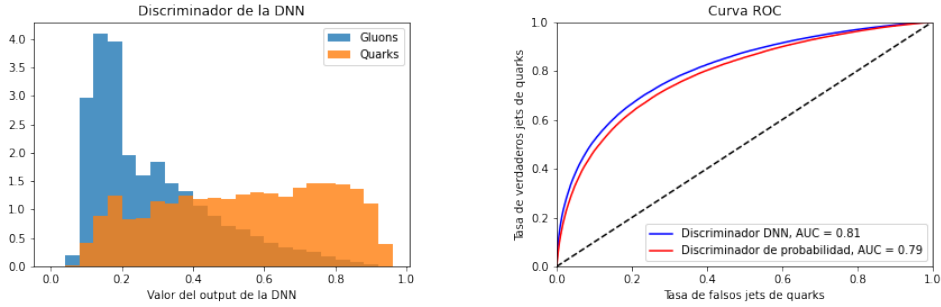 Discriminador de la DNN
4.0
3.5
3.0
2.5
2.0
1.5
1.0
0.5
0.0
0.0 0.2 0.4 0.6 0.8 1.0
Valor del output de la DNN
Gluons
Quarks
Curva ROC
Tasa de verdaderos jets de quarks
1.0
0.8
0.6
0.4
0.2
0.0
0.0 0.2 0.4 0.6 0.8 1.0
Tasa de falsos jets de quarks
Discriminador DNN, AUC = 0.81
Discriminador de probabilidad, AUC = 0.79